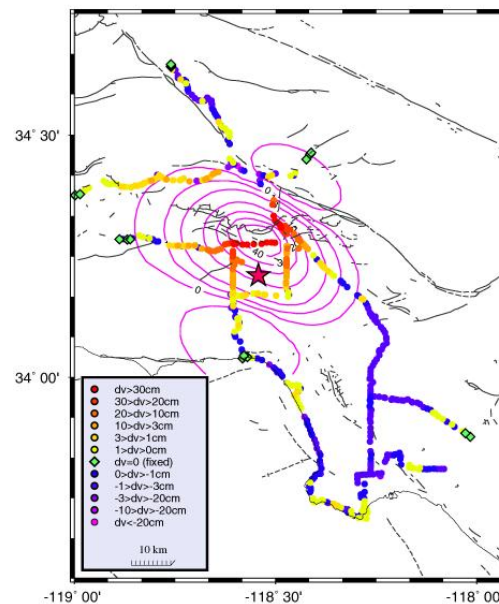 34° 30'
0
40
0
34° 00'
dv>30cm
30>dv>20cm
20>dv>10cm
10>dv>3cm
3>dv>1cm
1>dv>0cm
dv=0 (fixed)
0>dv>-1cm
-1>dv>-3cm
-3>dv>-20cm
-10>dv>-20cm
dv<-20cm
10 km
-119° 00'
-118° 30'
-118° 00'